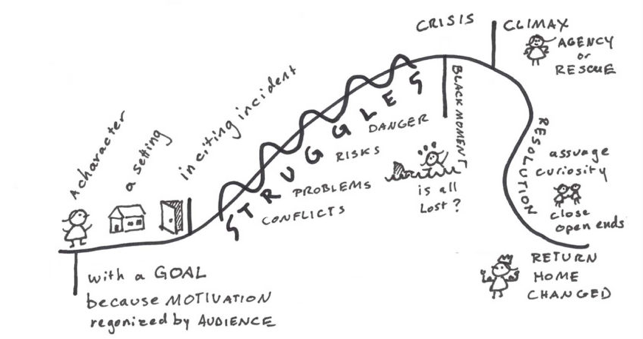 a character
a setting
inciting incident
with a GOAL
because MOTIVATION
regonized by AUDIENCE
STRUGGLES
CONFLICTS
PROBLEMS
RISKS
DANGER
CRISIS
BLACK MOMENT
is all
Lost?
CLIMAX
AGENCY
or
RESCUE
RESOLUTION
assuage
curiosity
close
open ends
RETURN
HOME
CHANGED